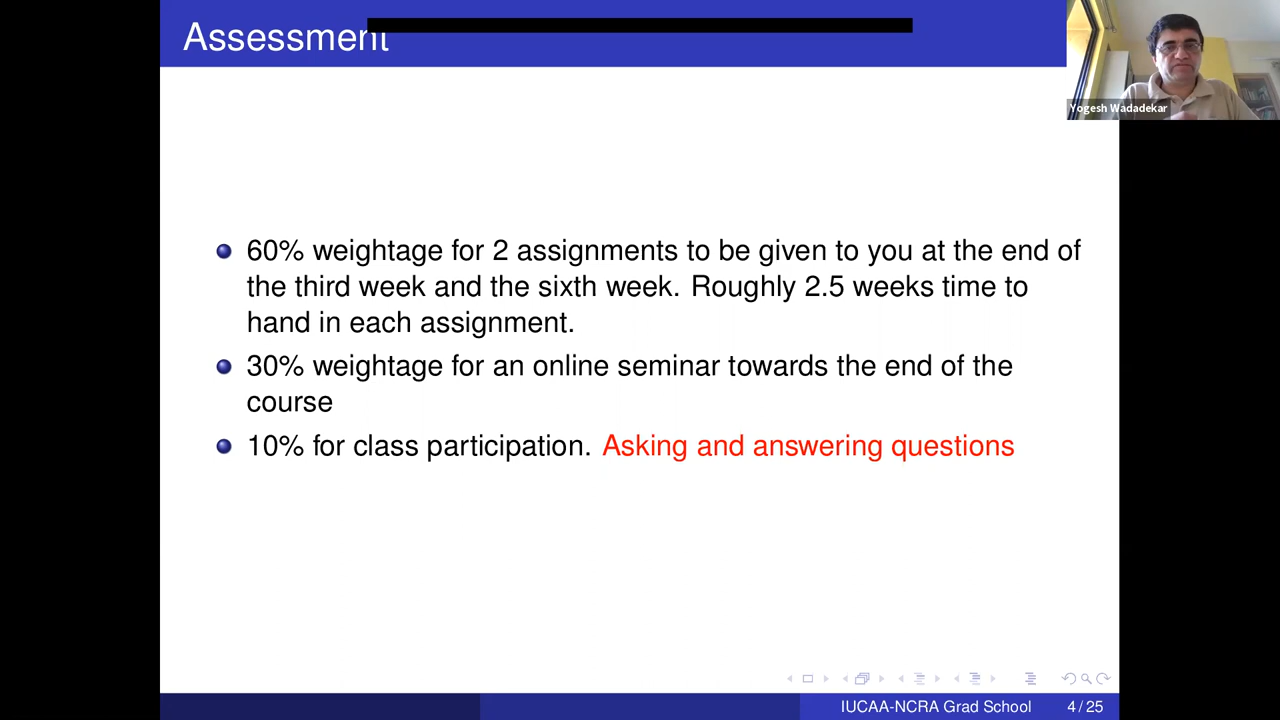 Assessment
Yogesh Wadadekar
60% weightage for 2 assignments to be given to you at the end of
the third week and the sixth week. Roughly 2.5 weeks time to
hand in each assignment.
30% weightage for an online seminar towards the end of the
course
10% for class participation. Asking and answering questions
IUCAA-NCRA Grad School 4/25